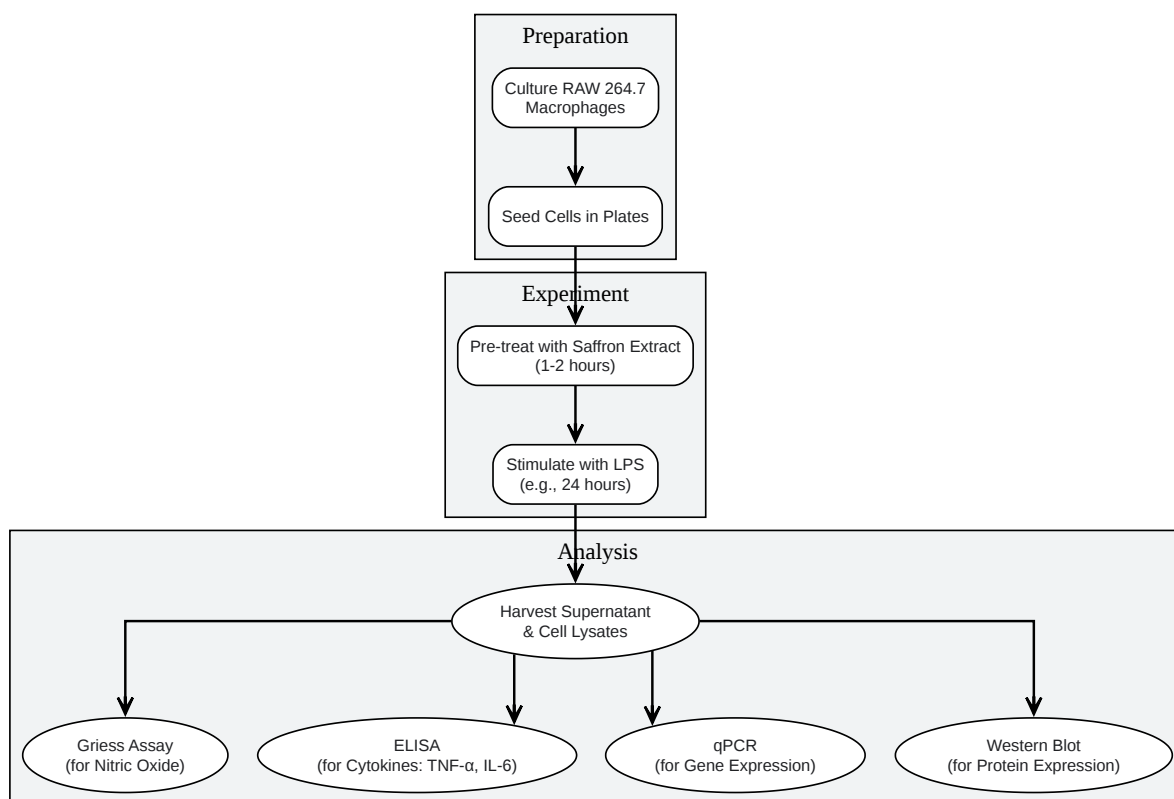 Preparation
Culture RAW 264.7
Macrophages
Seed Cells in Plates
Experiment
Pre-treat with Saffron Extract
(1-2 hours)
Stimulate with LPS
(e.g., 24 hours)
Analysis
Harvest Supernatant
& Cell Lysates
Griess Assay
(for Nitric Oxide)
ELISA
(for Cytokines: TNF-α, IL-6)
qPCR
(for Gene Expression)
Western Blot
(for Protein Expression)